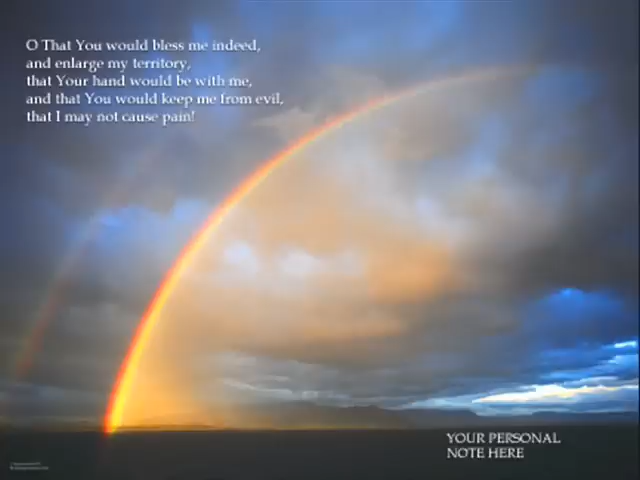 O That You would bless me indeed,
and enlarge my territory,
that Your hand would be with me,
and that You would keep me from evil,
that I may not cause pain!
YOUR PERSONAL
NOTE HERE